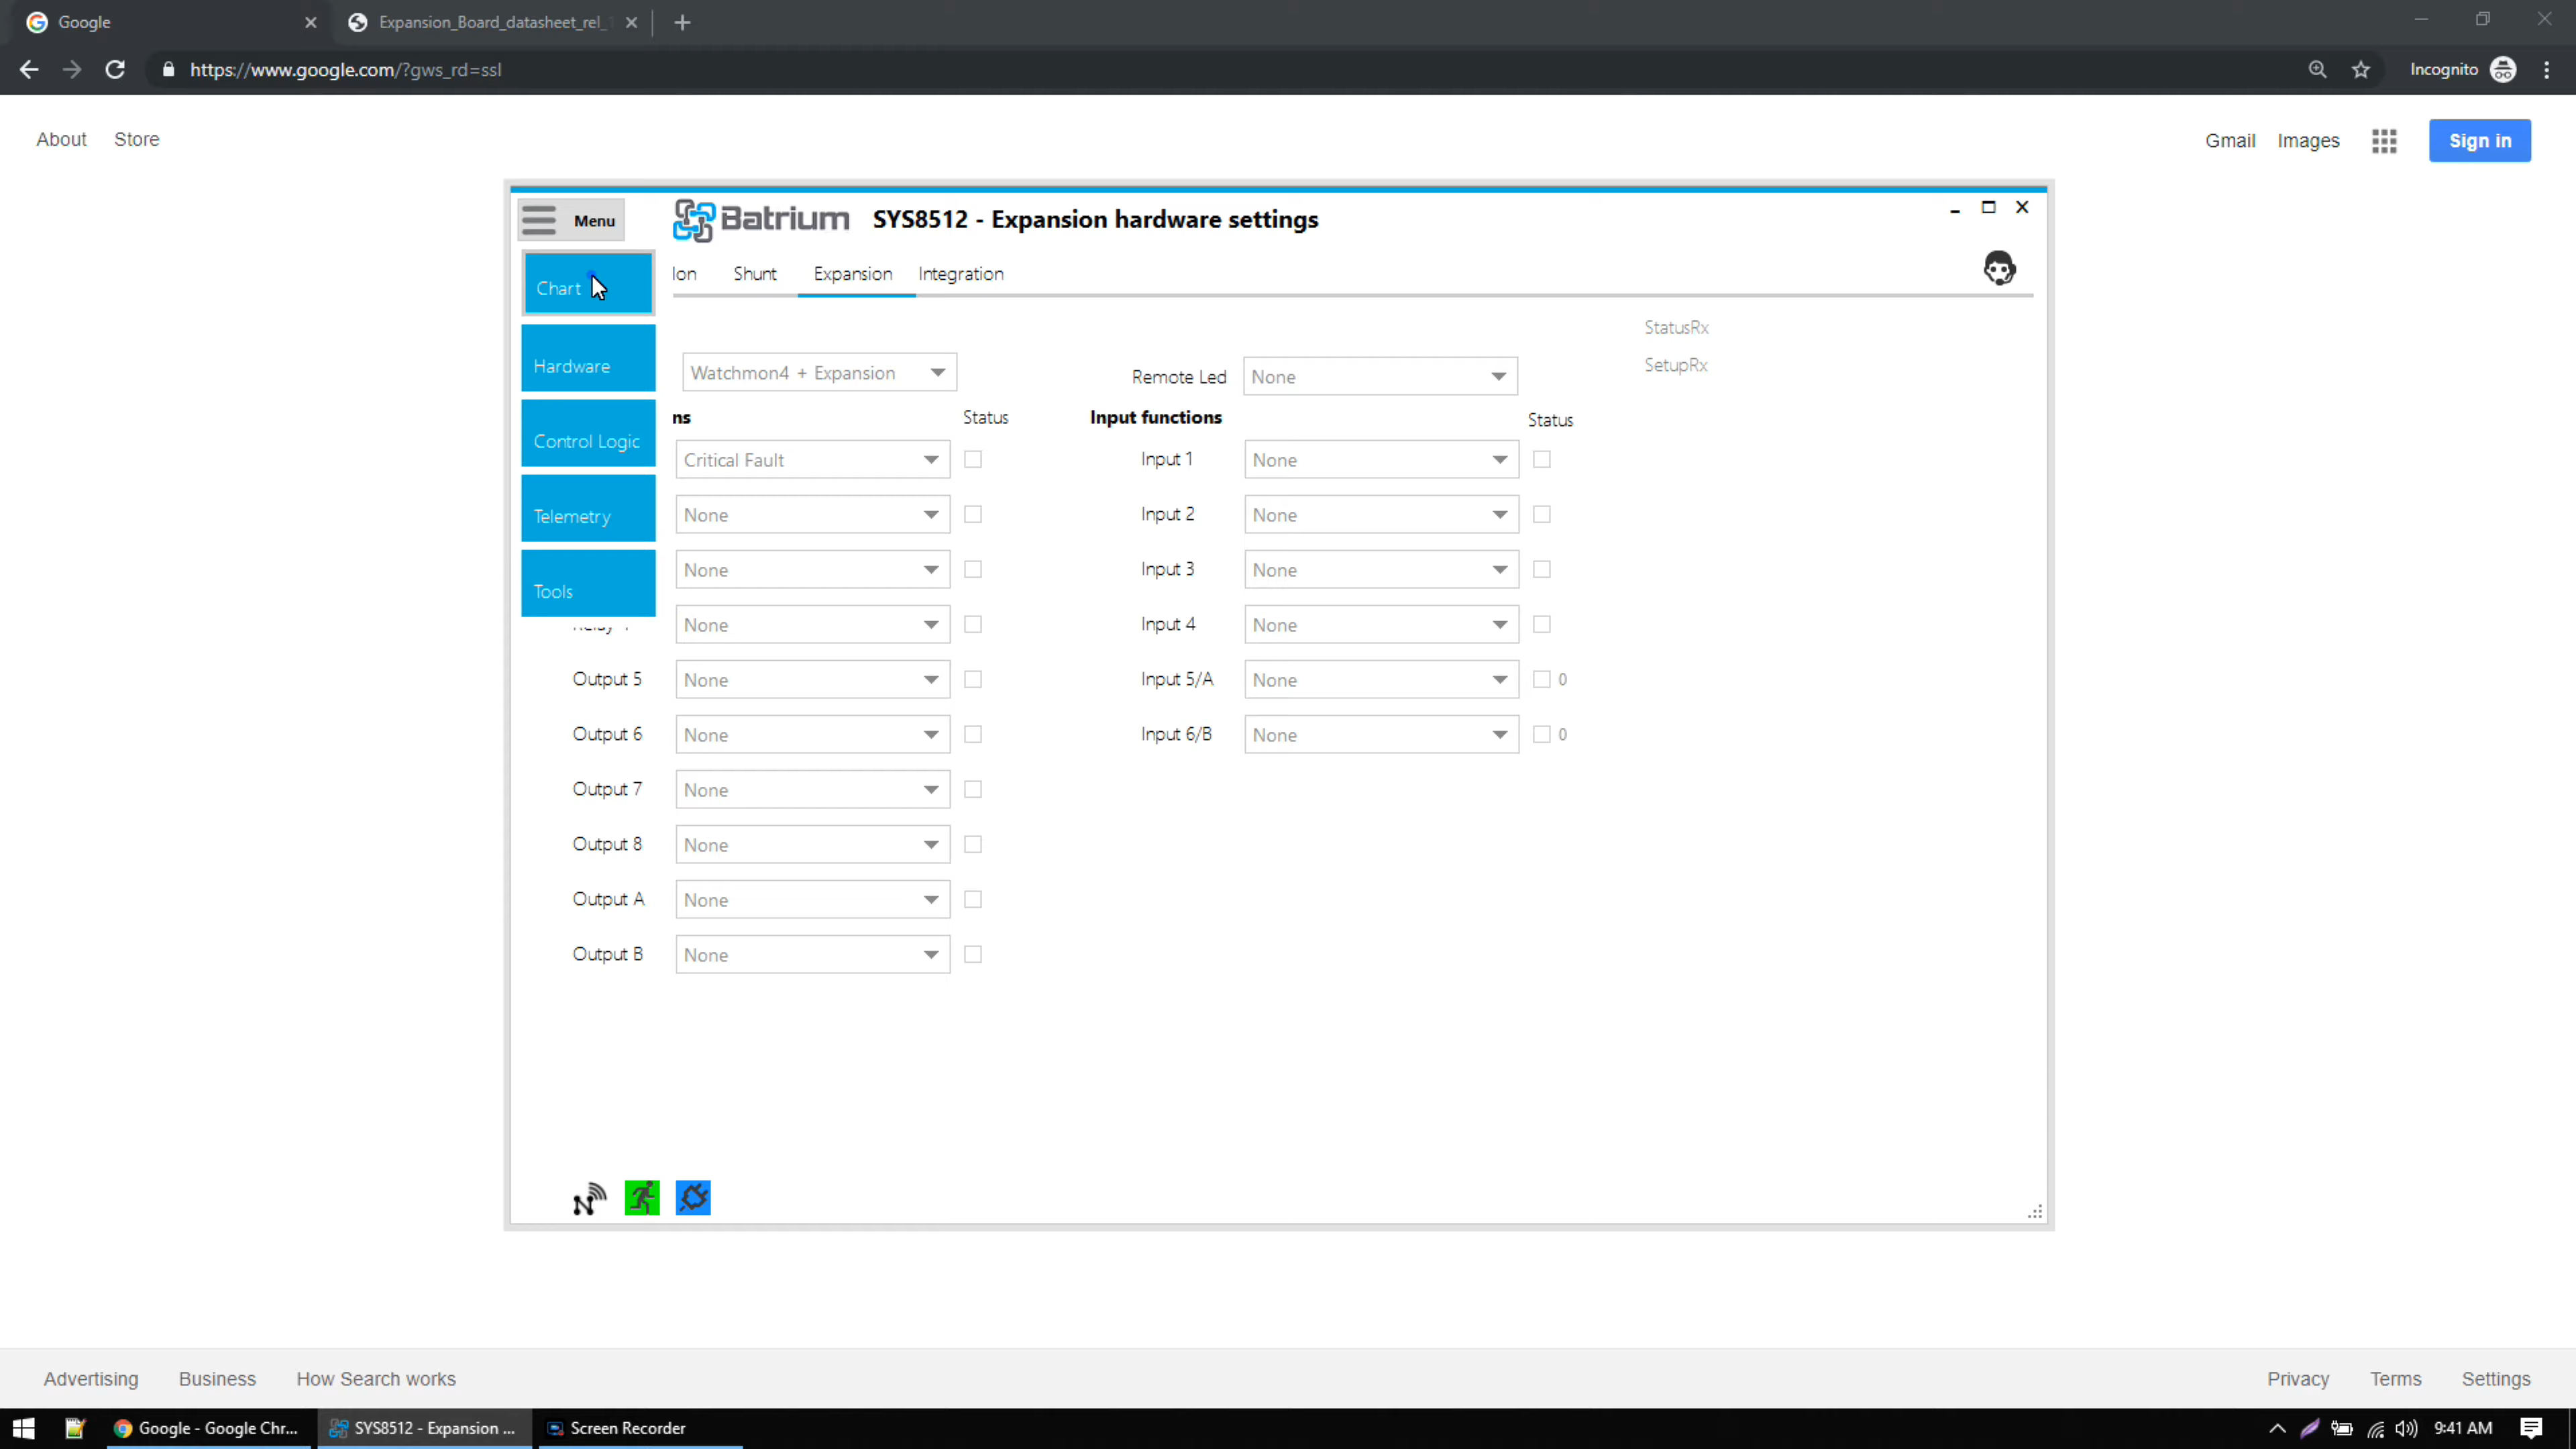 Google
Expansion_Board_datasheet_rel_
https://www.google.com/?gws_rd=ssl
Incognito
About Store
Gmail Images Sign in
Menu
Batrium SYS8512 - Expansion hardware settings
Chart
ion Shunt Expansion Integration
StatusRx
Hardware
Watchmon4 + Expansion
Remote Led None
SetupRx
ns Status Input functions Status
Control Logic
Critical Fault
Input 1 None
Telemetry
None
Input 2 None
None
Input 3 None
Tools
None
Input 4 None
Output 5 None
Input 5/A None 0
Output 6 None
Input 6/B None 0
Output 7 None
Output 8 None
Output A None
Output B None
N
Advertising Business How Search works
Privacy Terms Settings
Google - Google Chr...
SYS8512 - Expansion ...
Screen Recorder
9:41 AM